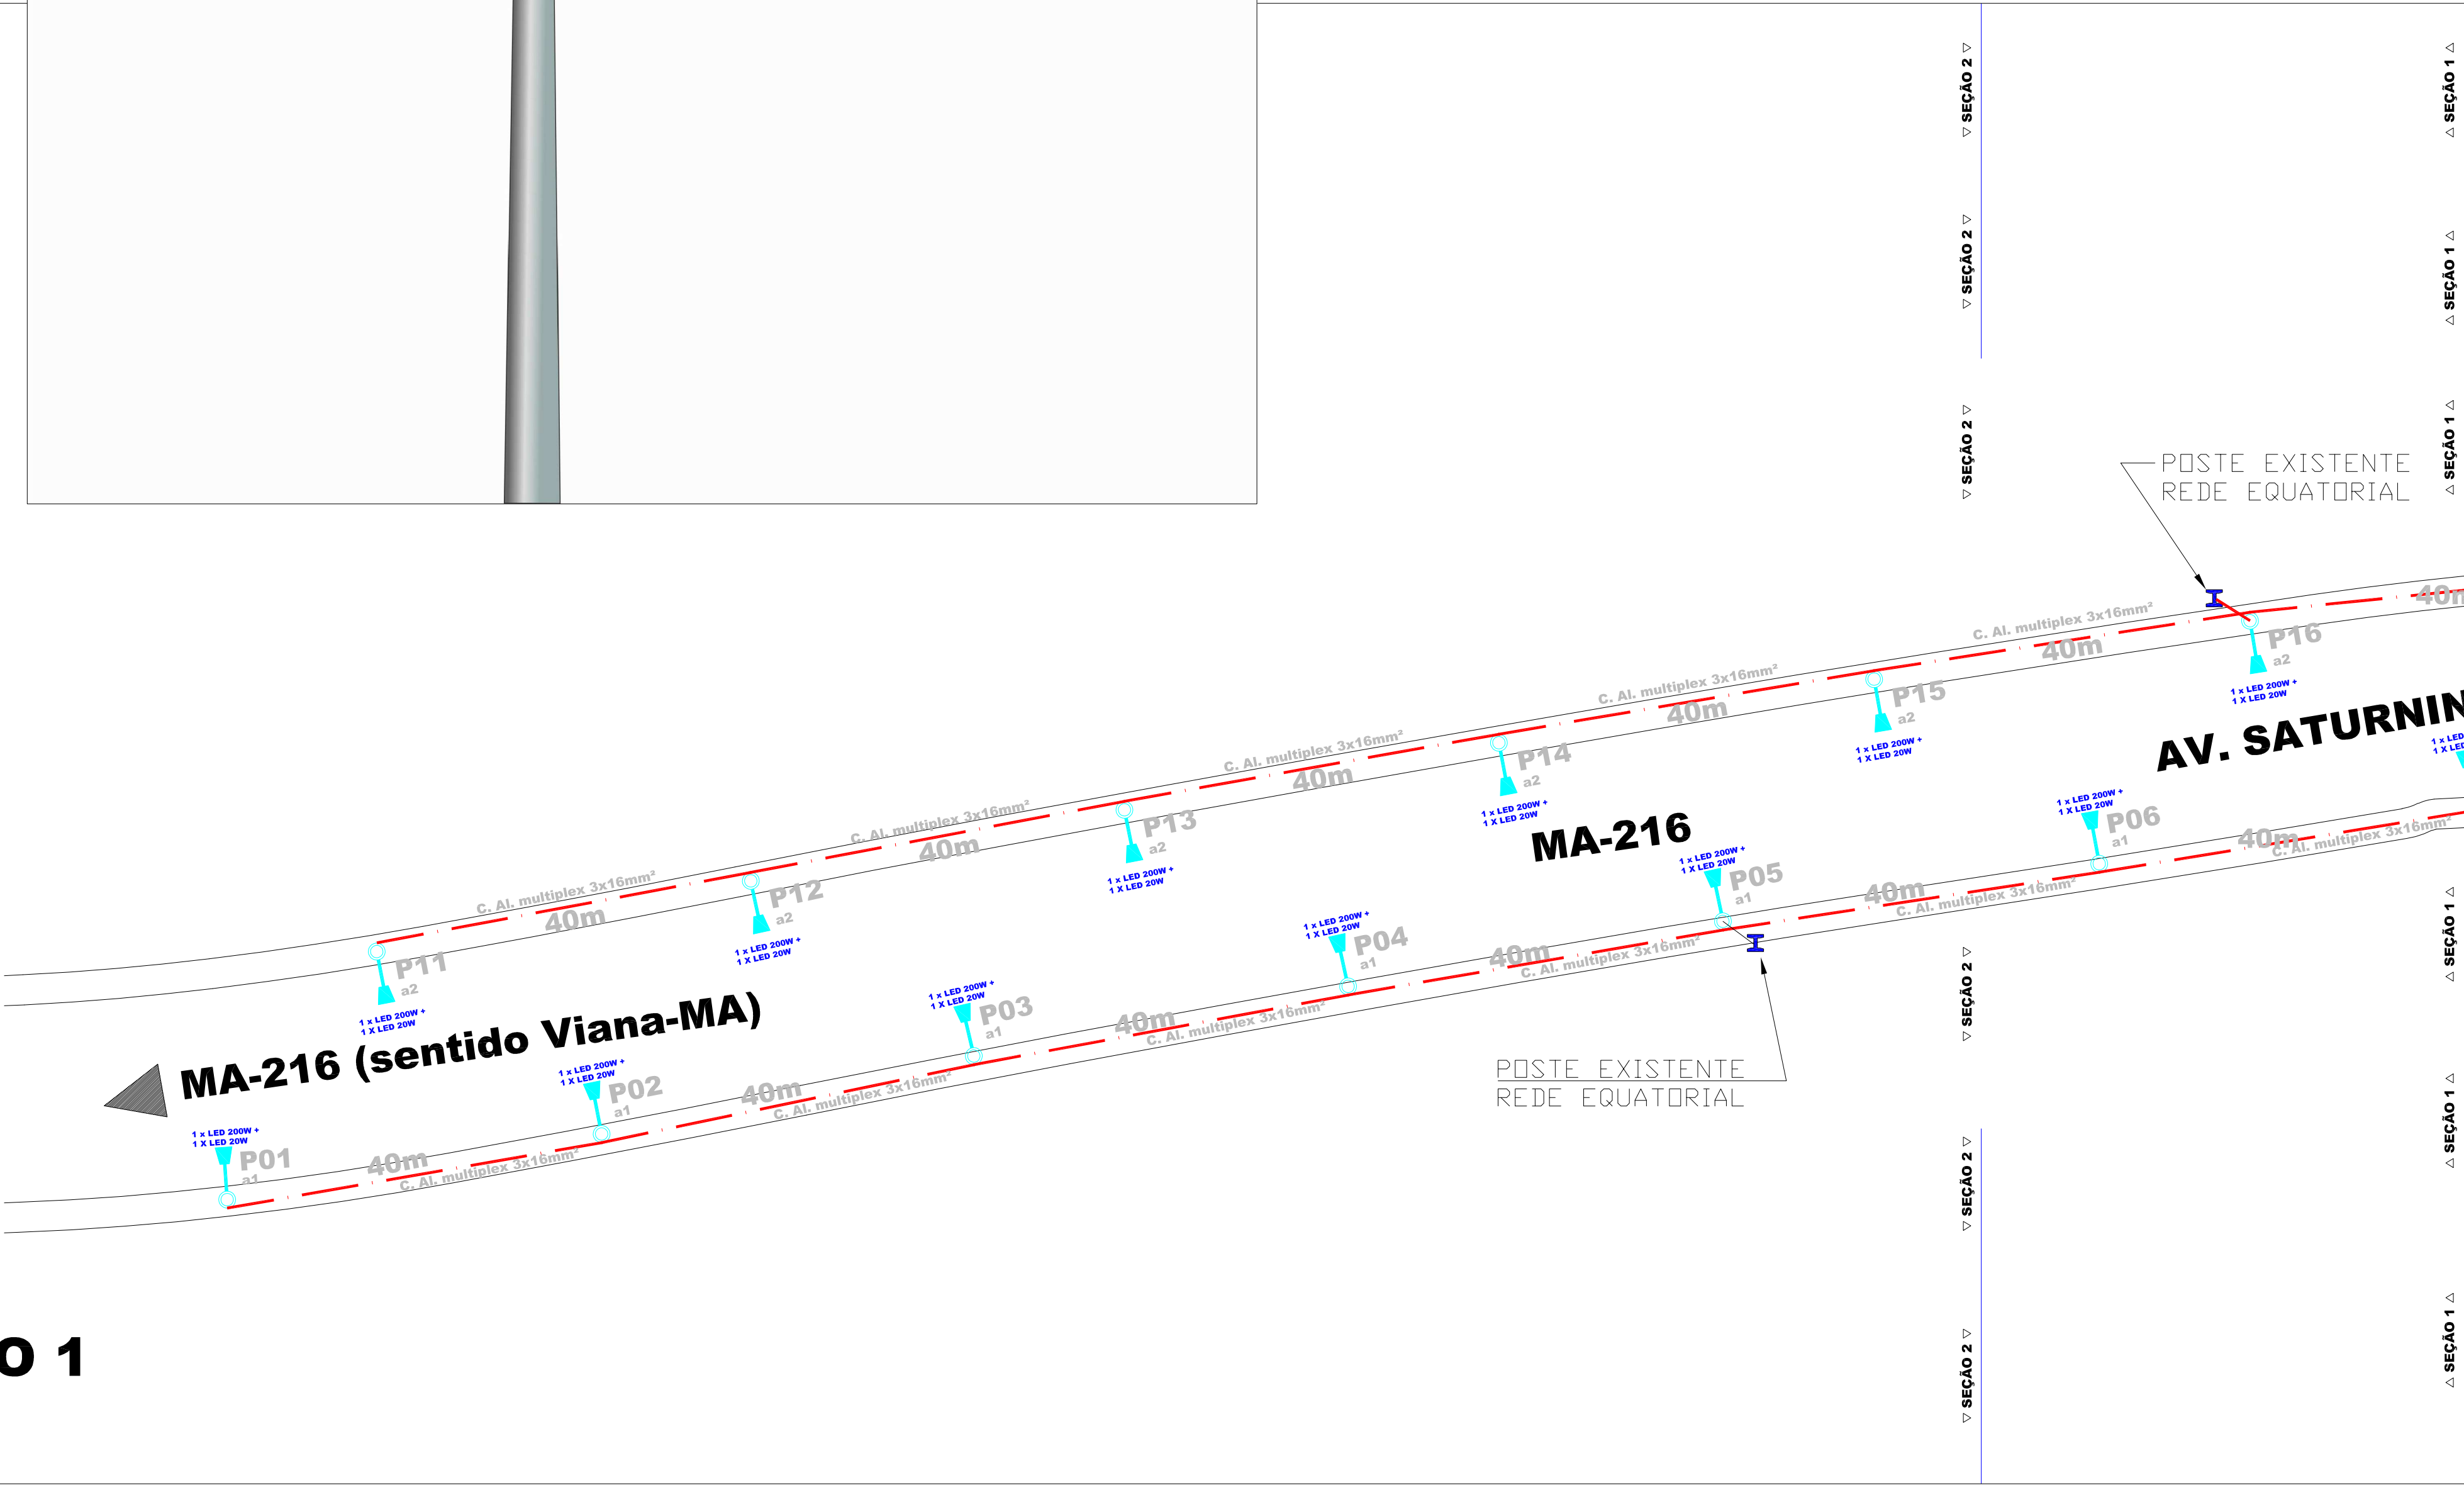 ▽ SEÇÃO 2 ▽
▽ SEÇÃO 2 ▽
▽ SEÇÃO 2 ▽
△ SEÇÃO 1 △
△ SEÇÃO 1 △
△ SEÇÃO 1 △
POSTE EXISTENTE
REDE EQUATORIAL
C. Al. multiplex 3x16mm²
40m
C. Al. multiplex 3x16mm²
40m
C. Al. multiplex 3x16mm²
40m
C. Al. multiplex 3x16mm²
40m
C. Al. multiplex 3x16mm²
40m
P11
a2
1 x LED 200W +
1 X LED 20W
P12
a2
1 x LED 200W +
1 X LED 20W
P13
a2
1 x LED 200W +
1 X LED 20W
P14
a2
1 x LED 200W +
1 X LED 20W
P15
a2
1 x LED 200W +
1 X LED 20W
P16
a2
1 x LED 200W +
1 X LED 20W
AV.
MA-216
MA-216 (sentido Viana-MA)
1 x LED 200W +
1 X LED 20W
P01
a1
1 x LED 200W +
1 X LED 20W
P02
a1
1 x LED 200W +
1 X LED 20W
P03
a1
1 x LED 200W +
1 X LED 20W
P04
a1
1 x LED 200W +
1 X LED 20W
P05
a1
1 x LED 200W +
1 X LED 20W
P06
a1
40m
C. Al. multiplex 3x16mm²
40m
C. Al. multiplex 3x16mm²
40m
C. Al. multiplex 3x16mm²
40m
C. Al. multiplex 3x16mm²
40m
C. Al. multiplex 3x16mm²
40m
C. Al. multiplex 3x16mm²
POSTE EXISTENTE
REDE EQUATORIAL
▽ SEÇÃO 2 ▽
▽ SEÇÃO 2 ▽
▽ SEÇÃO 2 ▽
△ SEÇÃO 1 △
△ SEÇÃO 1 △
△ SEÇÃO 1 △
O 1